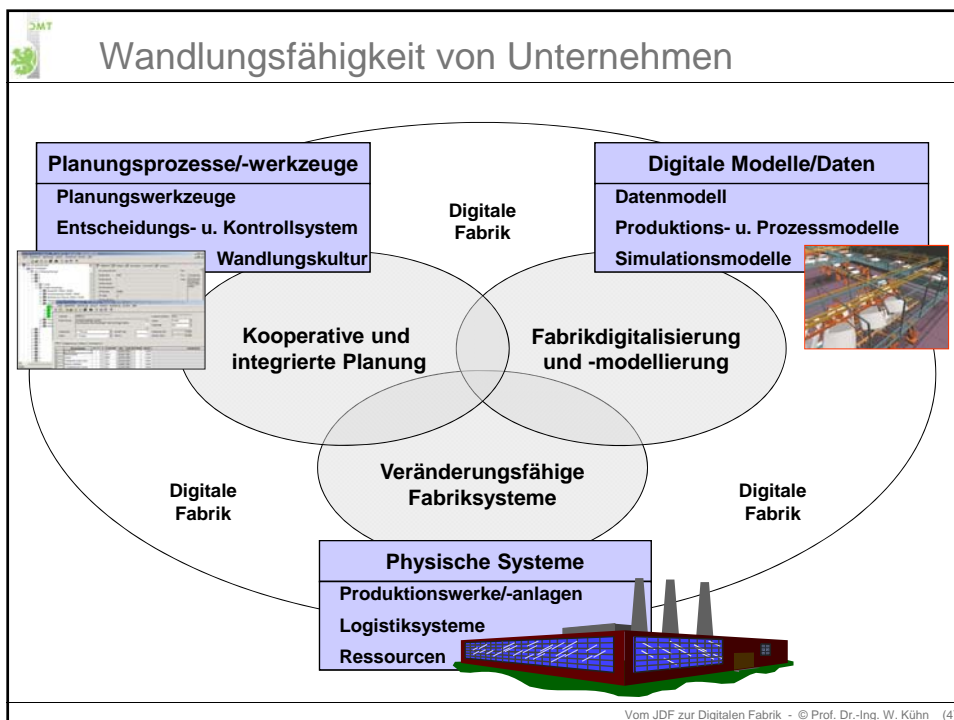 DMT
Wandlungsfähigkeit von Unternehmen
Planungsprozesse/-werkzeuge
Planungswerkzeuge
Entscheidungs- u. Kontrollsystem
Wandlungskultur
Digitale
Fabrik
Digitale Modelle/Daten
Datenmodell
Produktions- u. Prozessmodelle
Simulationsmodelle
Kooperative und
integrierte Planung
Fabrikdigitalisierung
und -modellierung
Veränderungsfähige
Fabriksysteme
Digitale
Fabrik
Digitale
Fabrik
Physische Systeme
Produktionswerke/-anlagen
Logistiksysteme
Ressourcen
Vom JDF zur Digitalen Fabrik - © Prof. Dr.-Ing. W. Kühn (4